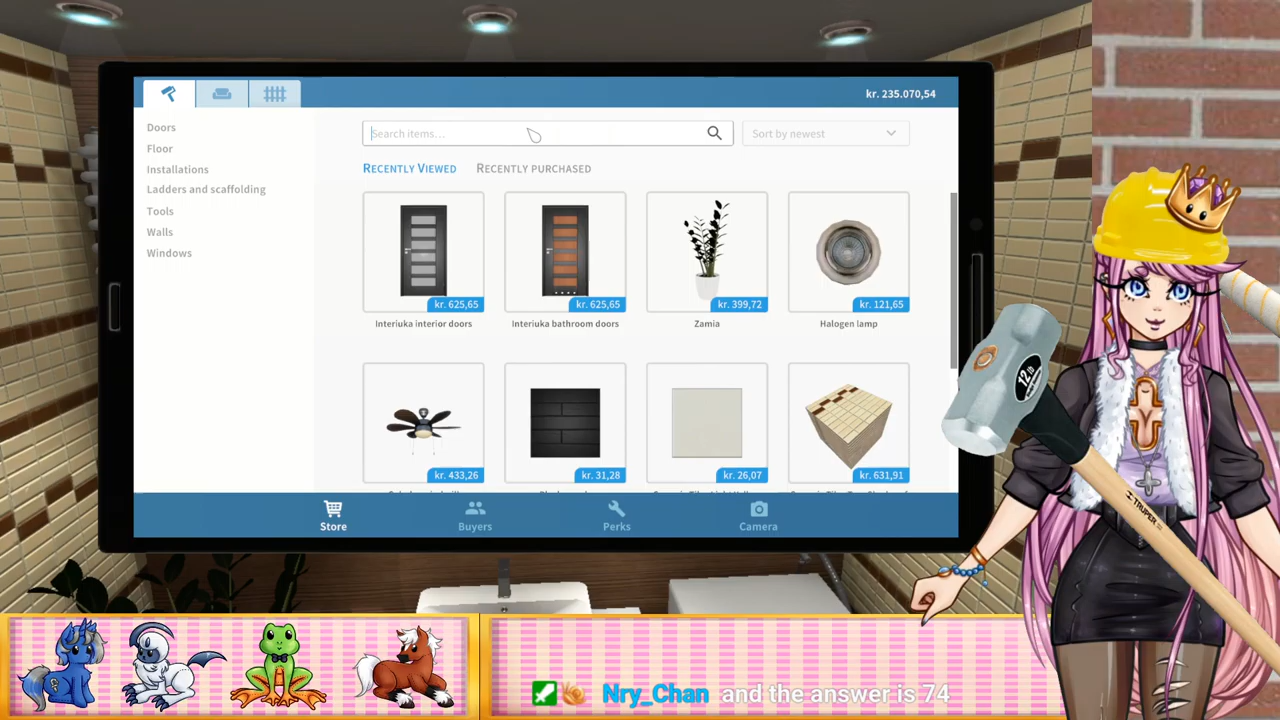 kr. 235.070,54
Doors
Floor
Installations
Ladders and scaffolding
Tools
Walls
Windows
Search items...
Sort by newest
RECENTLY VIEWED
RECENTLY PURCHASED
kr. 625,65
kr. 625,65
kr. 399,72
kr. 121,65
Interiuka interior doors
Interiuka bathroom doors
Zamia
Halogen lamp
kr. 433,26
kr. 31,28
kr. 26,07
kr. 631,91
Store
Buyers
Perks
Camera
12 lb
TRUPER
Nry_Chan and the answer is 74